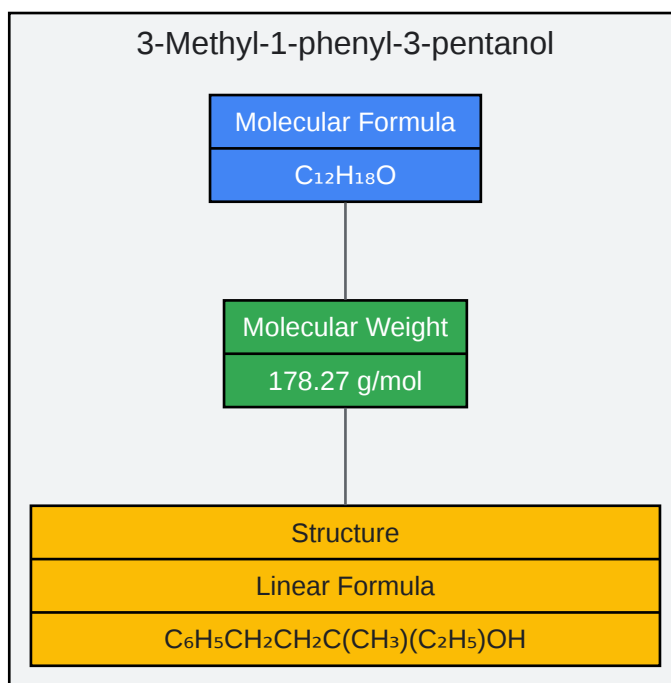 3-Methyl-1-phenyl-3-pentanol
Molecular Formula
C₁₂H₁₈O
Molecular Weight
178.27 g/mol
Structure
Linear Formula
C₆H₅CH₂CH₂C(CH₃)(C₂H₅)OH